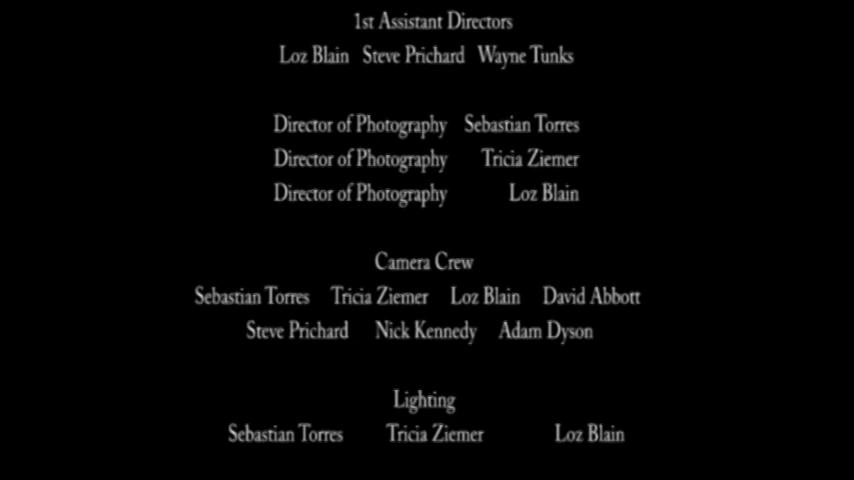 1st Assistant Directors
Loz Blain Steve Prichard Wayne Tunks
Director of Photography Sebastian Torres
Director of Photography Tricia Ziemer
Director of Photography Loz Blain
Camera Crew
Sebastian Torres Tricia Ziemer Loz Blain David Abbott
Steve Prichard Nick Kennedy Adam Dyson
Lighting
Sebastian Torres Tricia Ziemer Loz Blain